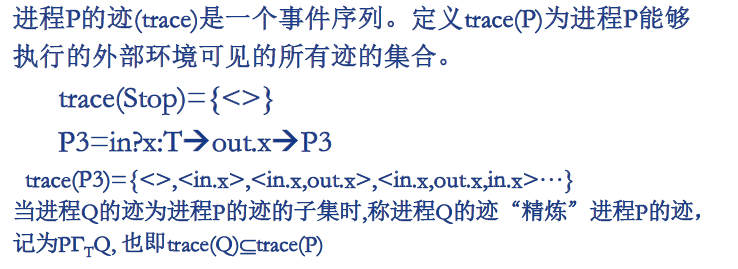 进程P的迹(trace)是一个事件序列。定义trace(P)为进程P能够
执行的外部环境可见的所有迹的集合。
trace(Stop)={<>}
P3=in?x:T→out.x→P3
trace(P3)={<>,<in.x>,<in.x,out.x>,<in.x,out.x,in.x>…}
当进程Q的迹为进程P的迹的子集时,称进程Q的迹“精炼”进程P的迹，
记为PΓTQ, 也即trace(Q)⊆trace(P)